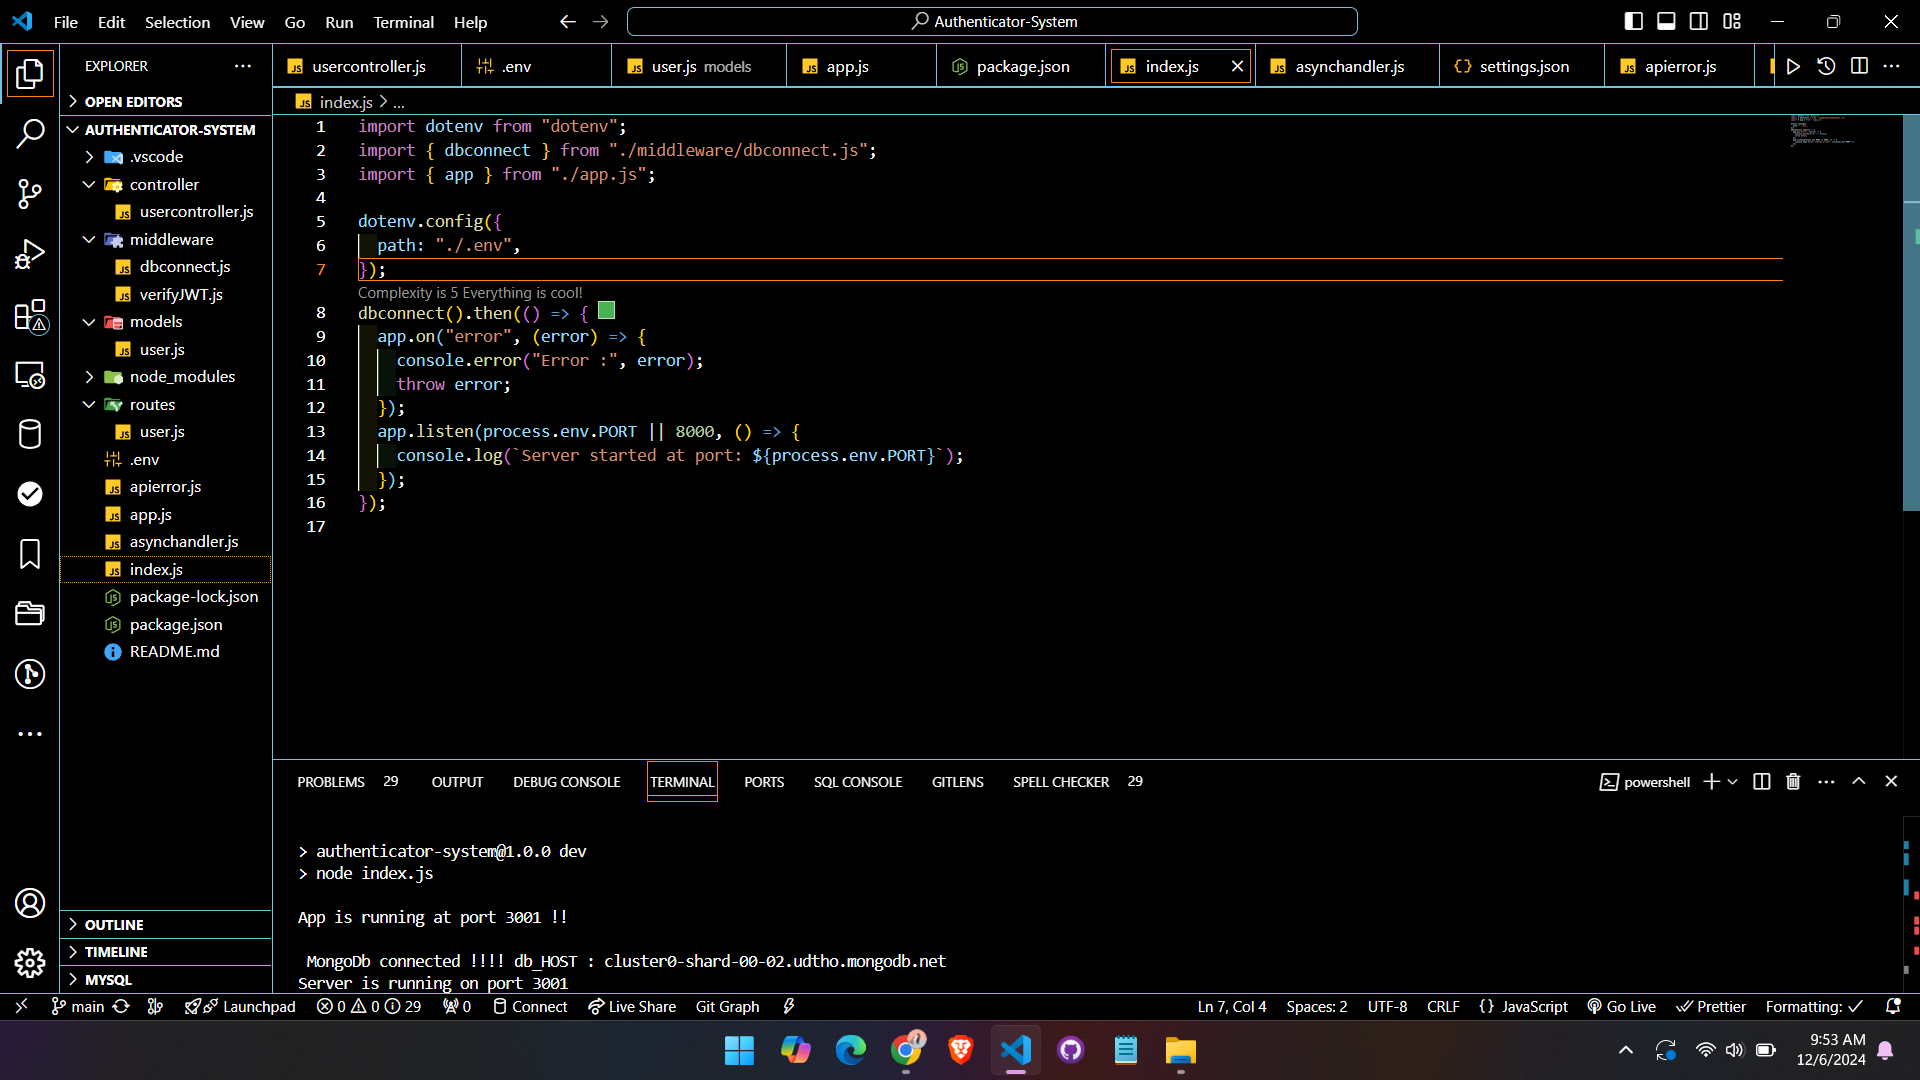 File Edit Selection View Go Run Terminal Help
Authenticator-System
EXPLORER
usercontroller.js
.env
user.js models
app.js
package.json
index.js
asynchandler.js
settings.json
apierror.js
OPEN EDITORS
AUTHENTICATOR-SYSTEM
.vscode
controller
usercontroller.js
middleware
dbconnect.js
verifyJWT.js
models
user.js
node_modules
routes
user.js
.env
apierror.js
app.js
asynchandler.js
index.js
package-lock.json
package.json
README.md
OUTLINE
TIMELINE
MYSQL
index.js > ...
1 import dotenv from "dotenv";
2 import { dbconnect } from "./middleware/dbconnect.js";
3 import { app } from "./app.js";
4
5 dotenv.config({
6 path: "./.env",
7 });
Complexity is 5 Everything is cool!
8 dbconnect().then(() => {
9 app.on("error", (error) => {
10 console.error("Error :", error);
11 throw error;
12 });
13 app.listen(process.env.PORT || 8000, () => {
14 console.log(`Server started at port: ${process.env.PORT}`);
15 });
16 });
17
PROBLEMS 29 OUTPUT DEBUG CONSOLE TERMINAL PORTS SQL CONSOLE GITLENS SPELL CHECKER 29
powershell
> authenticator-system@1.0.0 dev
> node index.js
App is running at port 3001 !!
MongoDb connected !!!! db_HOST : cluster0-shard-00-02.udtho.mongodb.net
Server is running on port 3001
main Launchpad 0 0 29 0 Connect Live Share Git Graph
Ln 7, Col 4 Spaces: 2 UTF-8 CRLF {} JavaScript Go Live Prettier Formatting:
9:53 AM
12/6/2024